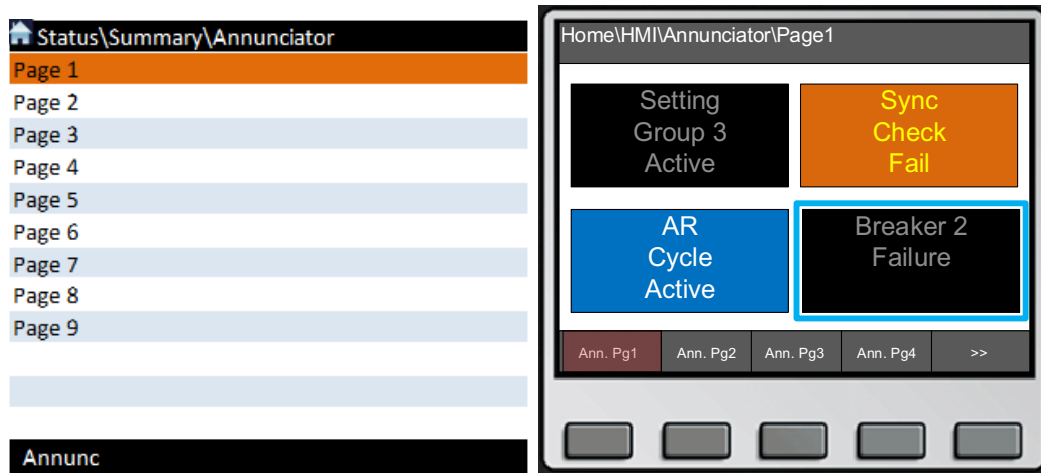 Status\Summary\Annunciator
Page 1
Page 2
Page 3
Page 4
Page 5
Page 6
Page 7
Page 8
Page 9
Annunc
Home\HMI\Annunciator\Page1
Setting
Group 3
Active
Sync
Check
Fail
AR
Cycle
Active
Breaker 2
Failure
Ann. Pg1 Ann. Pg2 Ann. Pg3 Ann. Pg4 >>